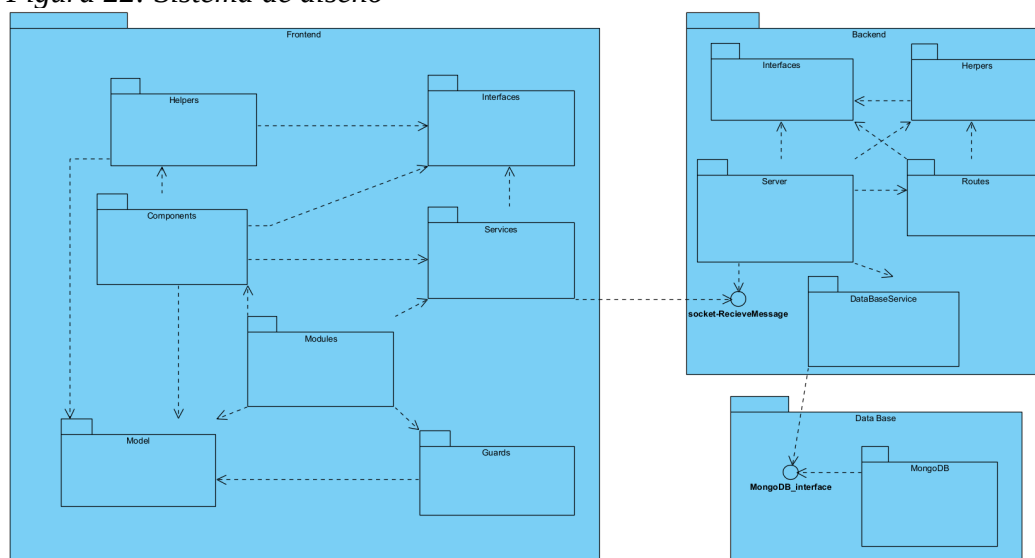 Figura 22. Sistema de diseño
Frontend
Helpers
Interfaces
Components
Services
Modules
Model
Guards
Backend
Interfaces
Herpers
Server
Routes
socket-RecieveMessage
DataBaseService
Data Base
MongoDB
MongoDB_interface